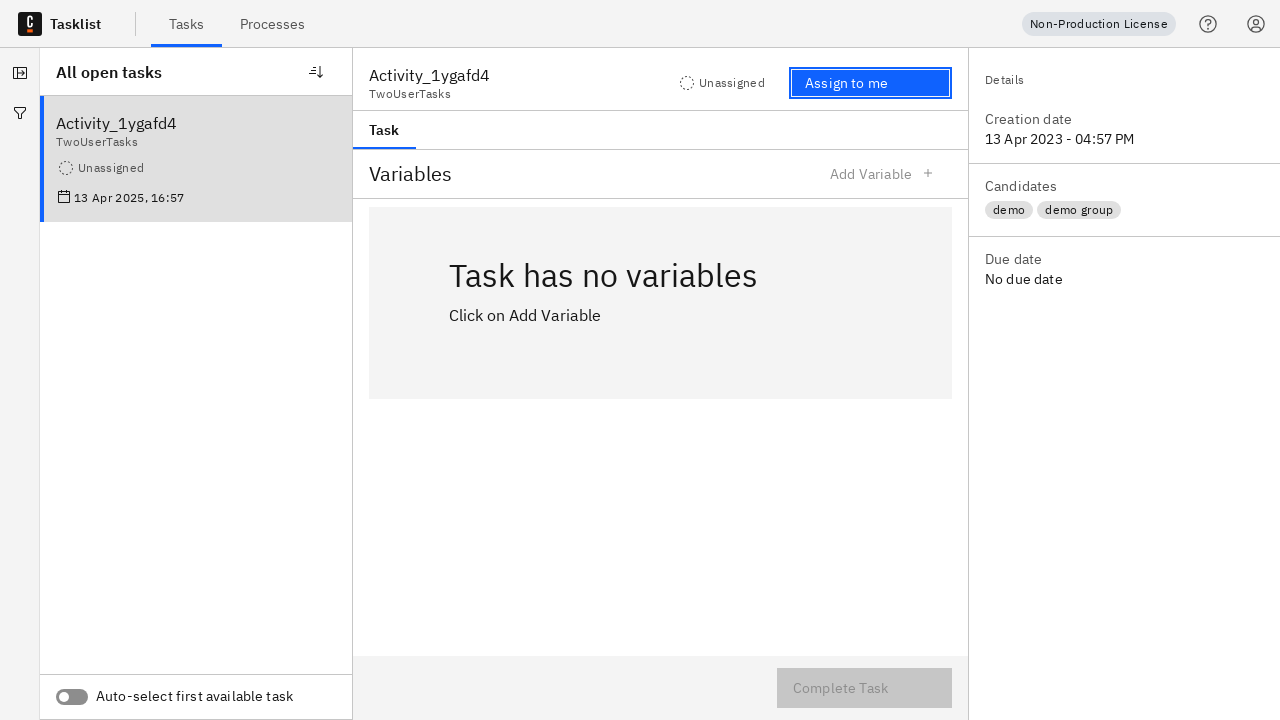 Tasklist
Tasks
Processes
Non-Production License
All open tasks
Activity_1ygafd4
TwoUserTasks
Unassigned
13 Apr 2025, 16:57
Auto-select first available task
Activity_1ygafd4
TwoUserTasks
Unassigned
Assign to me
Task
Variables
Add Variable
Task has no variables
Click on Add Variable
Complete Task
Details
Creation date
13 Apr 2023 - 04:57 PM
Candidates
demo
demo group
Due date
No due date